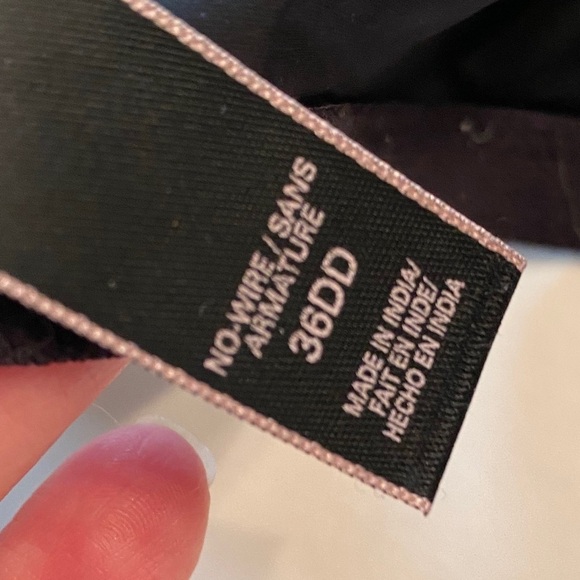 NO-WIRE / SANS
ARMATURE
36DD
MADE IN INDIA/
FAIT EN INDE/
HECHO EN INDIA